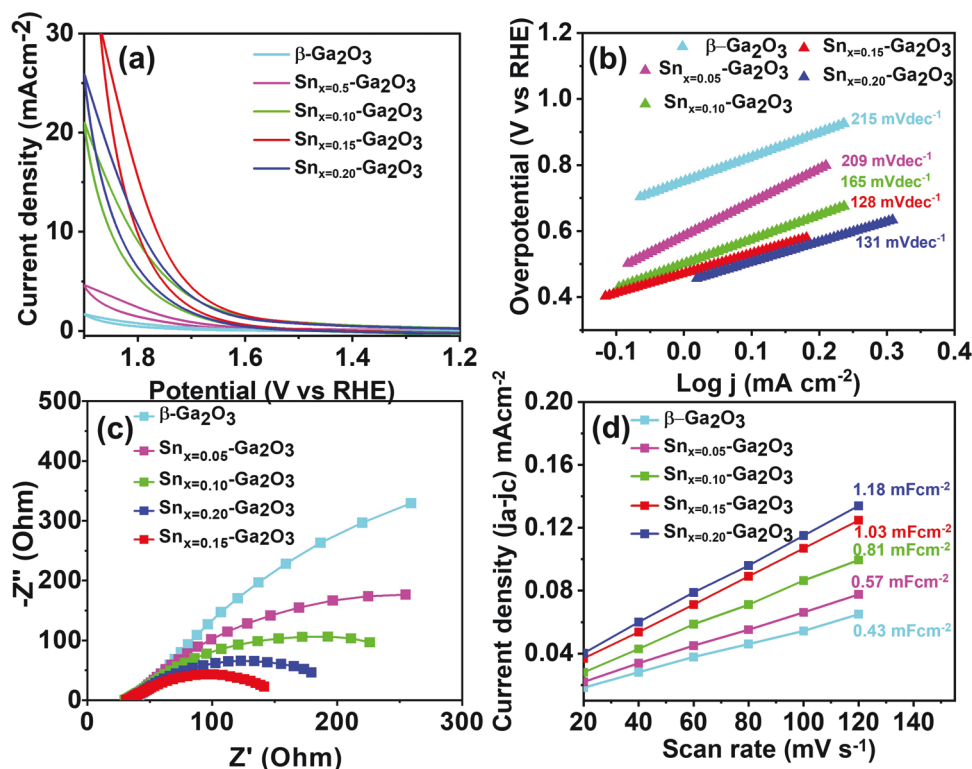 (a)
β-Ga2O3
Snx=0.5-Ga2O3
Snx=0.10-Ga2O3
Snx=0.15-Ga2O3
Snx=0.20-Ga2O3
Current density (mAcm-2)
30
20
10
0
1.8 1.6 1.4 1.2
Potential (V vs RHE)
(b)
β–Ga2O3
Snx=0.15-Ga2O3
Snx=0.05-Ga2O3
Snx=0.20-Ga2O3
Snx=0.10-Ga2O3
215 mVdec-1
209 mVdec-1
165 mVdec-1
128 mVdec-1
131 mVdec-1
Overpotential (V vs RHE)
1.2
1.0
0.8
0.6
0.4
-0.1 0.0 0.1 0.2 0.3 0.4
Log j (mA cm-2)
(c)
β-Ga2O3
Snx=0.05-Ga2O3
Snx=0.10-Ga2O3
Snx=0.20-Ga2O3
Snx=0.15-Ga2O3
-Z'' (Ohm)
500
400
300
200
100
0
0 100 200 300
Z' (Ohm)
(d)
β–Ga2O3
Snx=0.05-Ga2O3
Snx=0.10-Ga2O3
Snx=0.15-Ga2O3
Snx=0.20-Ga2O3
1.18 mFcm-2
1.03 mFcm-2
0.81 mFcm-2
0.57 mFcm-2
0.43 mFcm-2
Current density (ja-jc) mAcm-2
0.20
0.16
0.12
0.08
0.04
20 40 60 80 100 120 140
Scan rate (mV s-1)